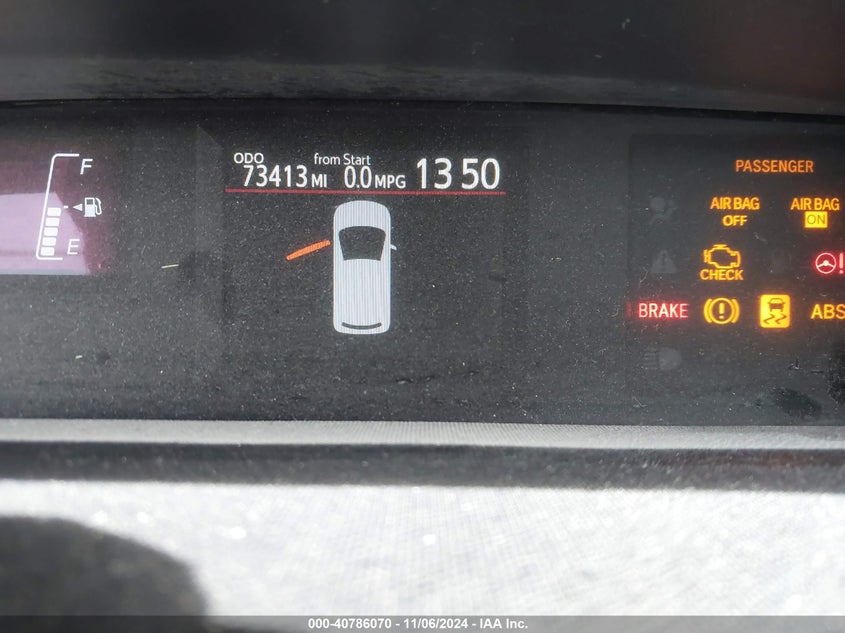 F
E
ODO from Start
73413 MI 0.0 MPG 13 50
PASSENGER
AIR BAG OFF
AIR BAG ON
CHECK
BRAKE
ABS
000-40786070 - 11/06/2024 - IAA Inc.